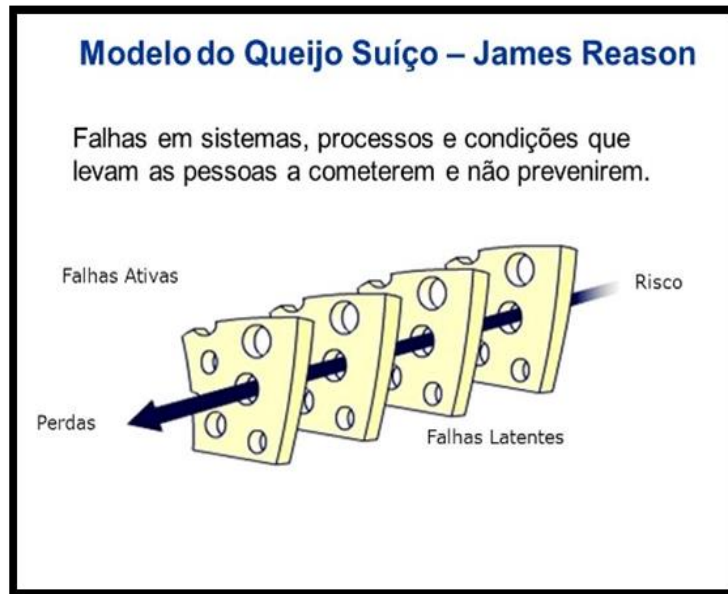 Modelo do Queijo Suíço – James Reason
Falhas em sistemas, processos e condições que
levam as pessoas a cometerem e não prevenirem.
Falhas Ativas
Risco
Perdas
Falhas Latentes